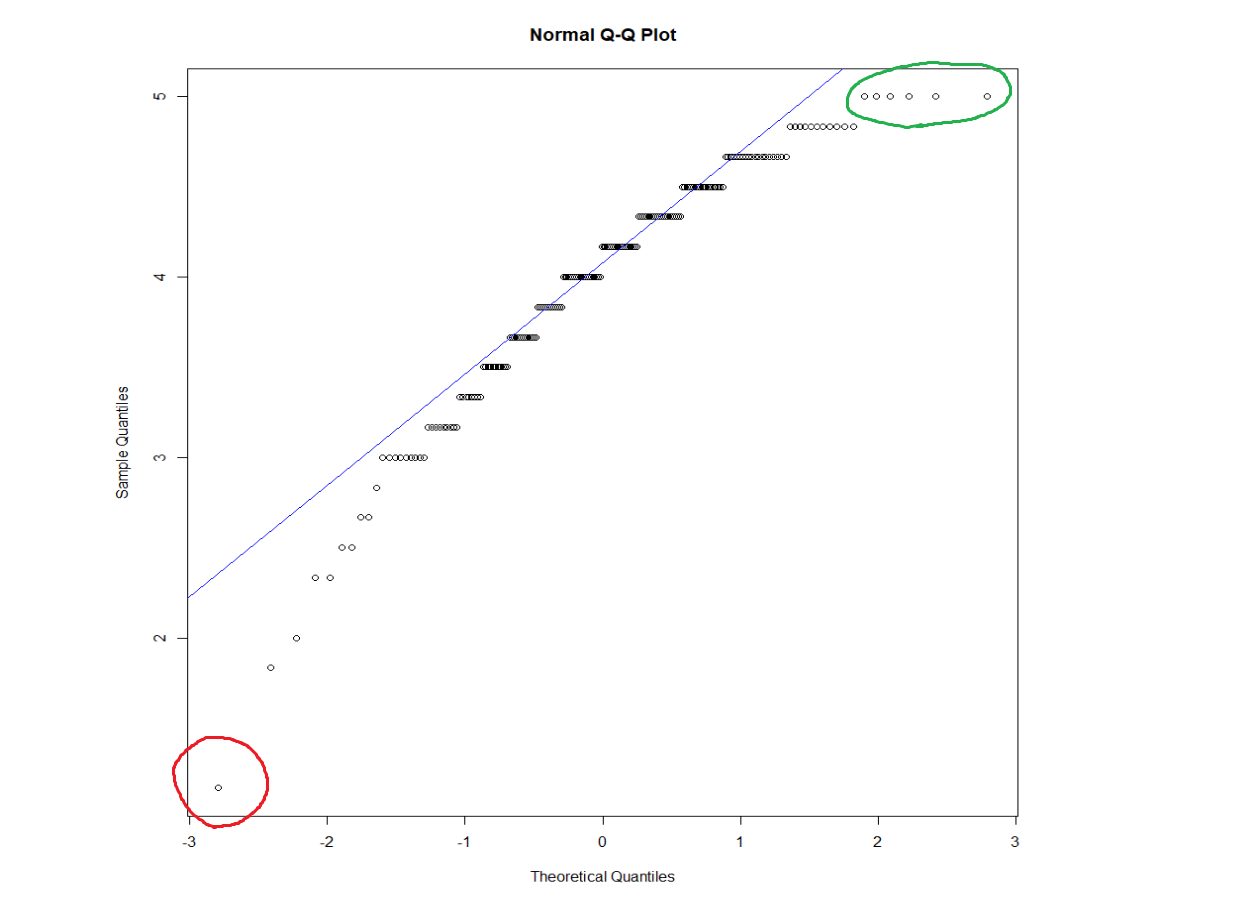 Normal Q-Q Plot
Sample Quantiles
5
4
3
2
-3 -2 -1 0 1 2 3
Theoretical Quantiles